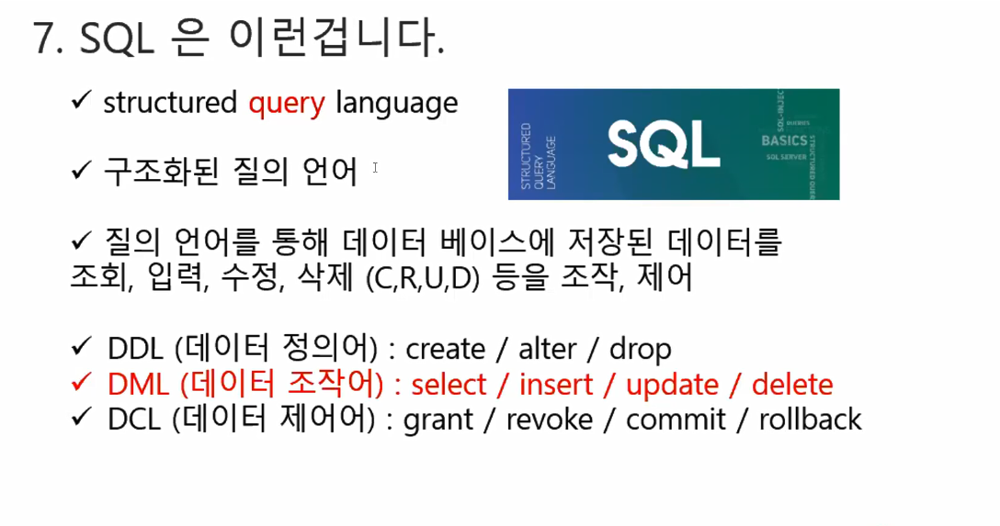 7. SQL 은 이런겁니다.
✓ structured query language
✓ 구조화된 질의 언어
STRUCTURED
QUERY
LANGUAGE
SQL
SQL-INJECT
QUERIES
BASICS
SQL SERVER
STRUCTURED QUER
✓ 질의 언어를 통해 데이터 베이스에 저장된 데이터를
조회, 입력, 수정, 삭제 (C,R,U,D) 등을 조작, 제어
✓ DDL (데이터 정의어) : create / alter / drop
✓ DML (데이터 조작어) : select / insert / update / delete
✓ DCL (데이터 제어어) : grant / revoke / commit / rollback